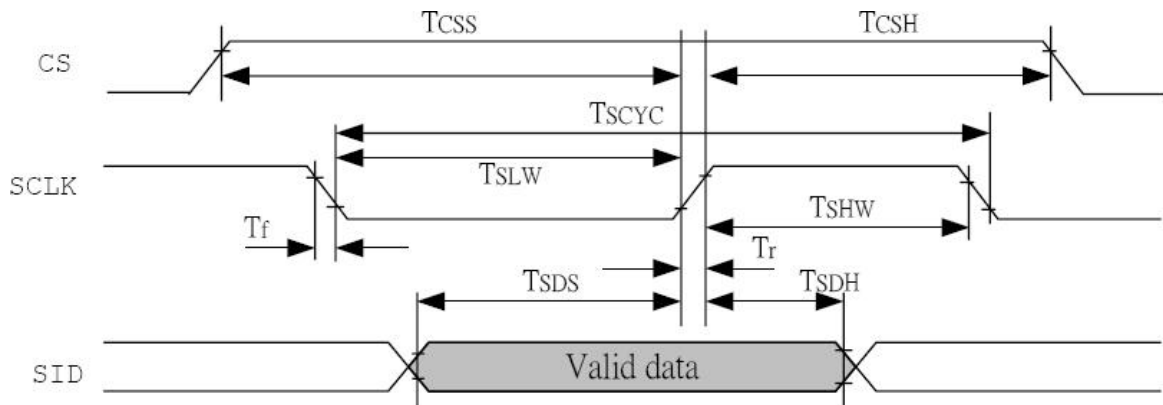 TCSS TCSH
CS
TSCYC
TSLW
SCLK
TSHW
Tf
Tr
TSDS TSDH
Valid data
SID